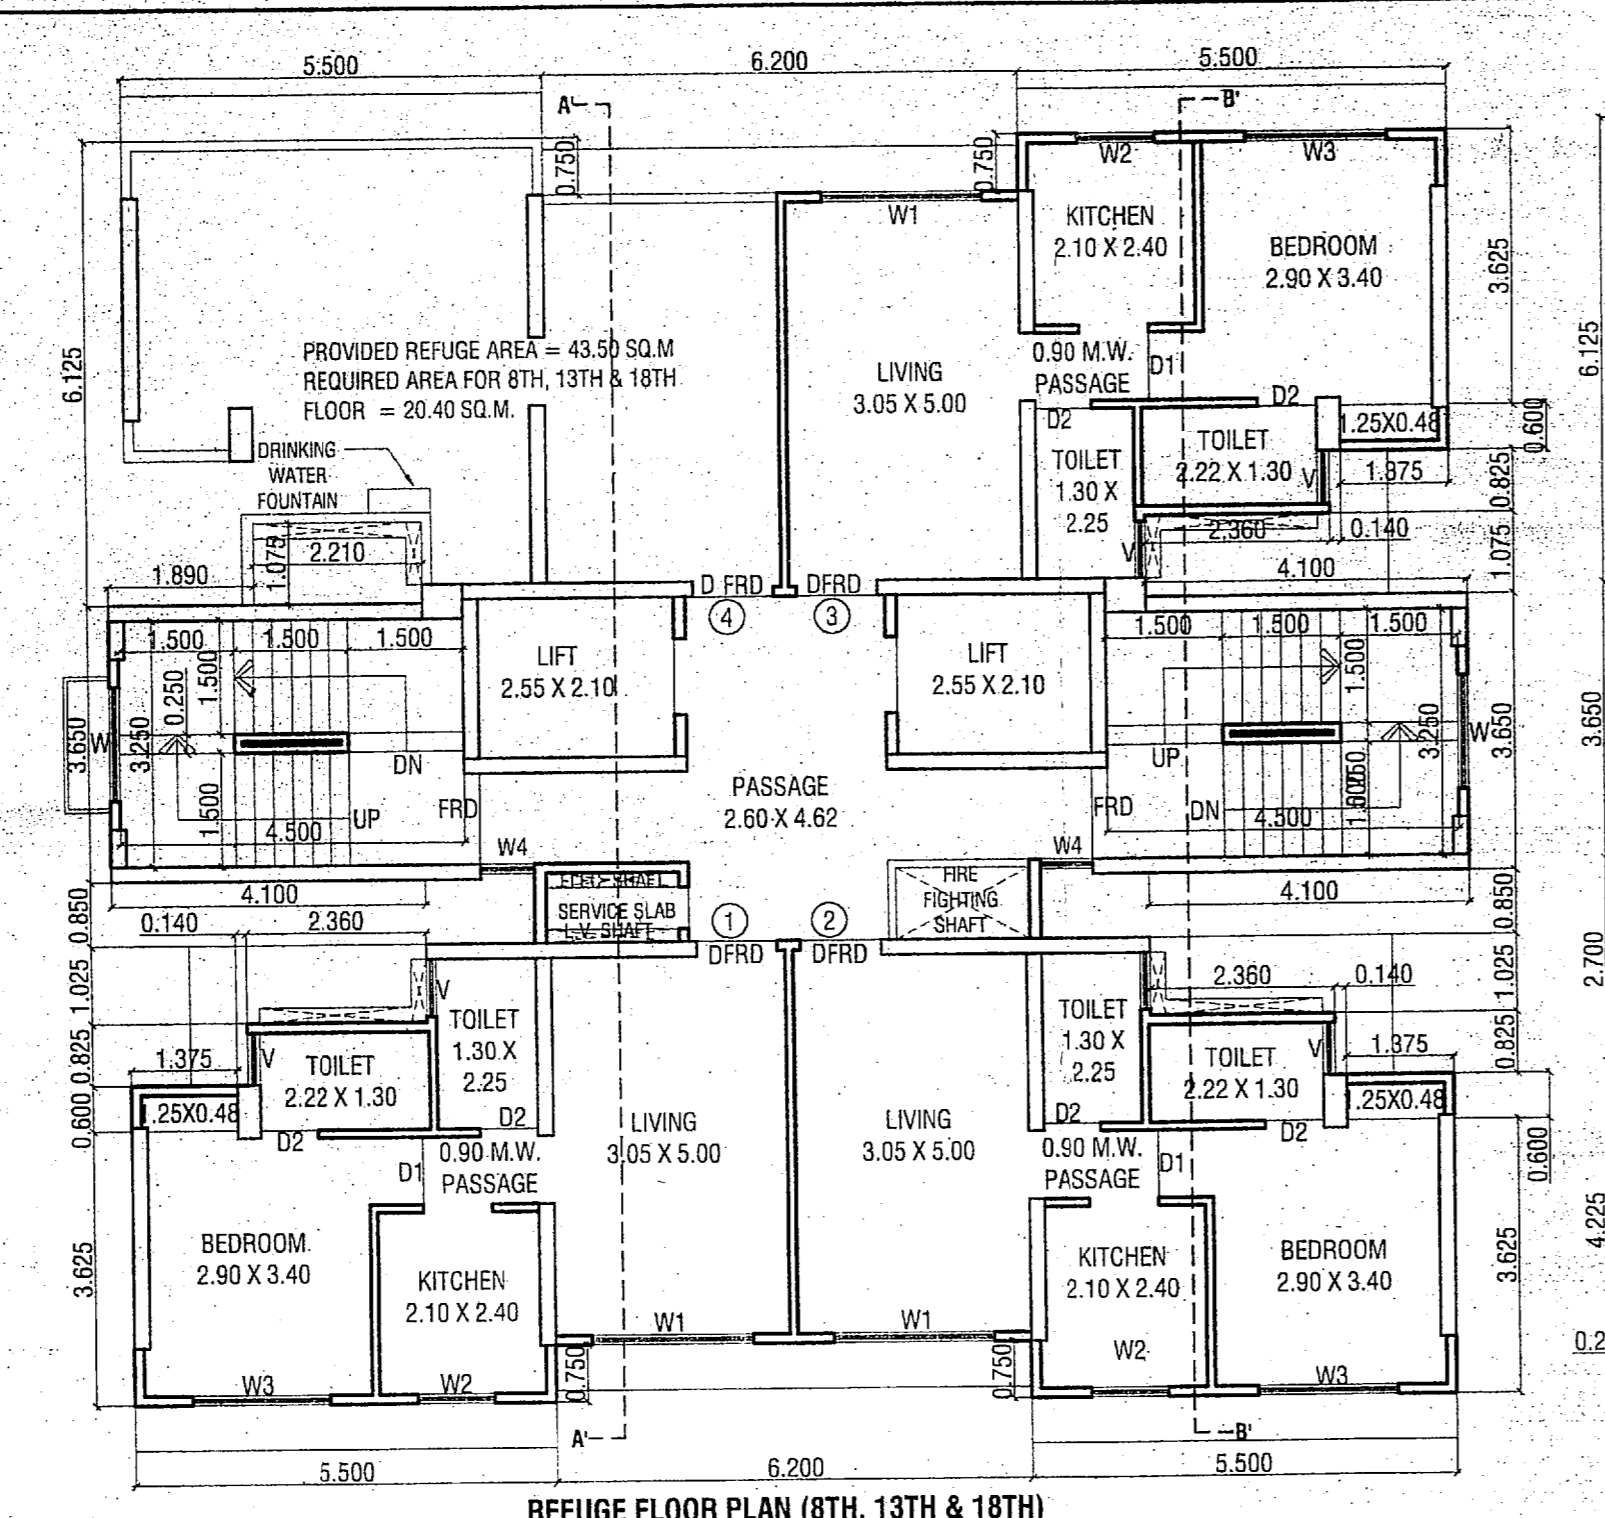 5.500 6.200 5.500
A' B'
0.750 0.750
W2 W3
W1
KITCHEN
2.10 X 2.40
BEDROOM
2.90 X 3.40
3.625
6.125
6.125
PROVIDED REFUGE AREA = 43.50 SQ.M
REQUIRED AREA FOR 8TH, 13TH & 18TH
FLOOR = 20.40 SQ.M.
LIVING
3.05 X 5.00
0.90 M.W.
PASSAGE
D1
D2
D2
1.25X0.48
0.600
DRINKING
WATER
FOUNTAIN
TOILET
1.30 X
2.25
TOILET
2.22 X 1.30
V
1.375
0.825
2.360 0.140
V
1.075
2.210
1.890
1.075
4.100
D FRD DFRD
4 3
1.500 1.500 1.500
1.500 1.500 1.500
LIFT
2.55 X 2.10
LIFT
2.55 X 2.10
0.250
1.500
1.500
3.650
W
3.250
3.250
W
3.650
3.650
DN
UP
PASSAGE
2.60 X 4.62
1.500
FRD
UP
4.500
FRD
DN
4.500
W4 W4
SERVICE SLAB
L.V. SHAFT
FIRE
FIGHTING
SHAFT
4.100 4.100
0.850 0.850
0.140 2.360
1 2
DFRD DFRD
2.700
1.025
1.025
2.360 0.140
V
TOILET
1.30 X
2.25
TOILET
1.30 X
2.25
0.825
1.375
V
TOILET
2.22 X 1.30
TOILET
2.22 X 1.30
V
1.375
0.825
0.600
.25X0.48
1.25X0.48
D2
D2
D2
D2
LIVING
3.05 X 5.00
LIVING
3.05 X 5.00
0.90 M.W.
PASSAGE
D1
0.90 M.W.
PASSAGE
D1
0.600
4.225
3.625
BEDROOM
2.90 X 3.40
KITCHEN
2.10 X 2.40
KITCHEN
2.10 X 2.40
BEDROOM
2.90 X 3.40
3.625
W1 W1
0.2
W2
0.750 0.750
W3 W2 W3
A' B'
5.500 6.200 5.500
REFUGE FLOOR PLAN (8TH, 13TH & 18TH)